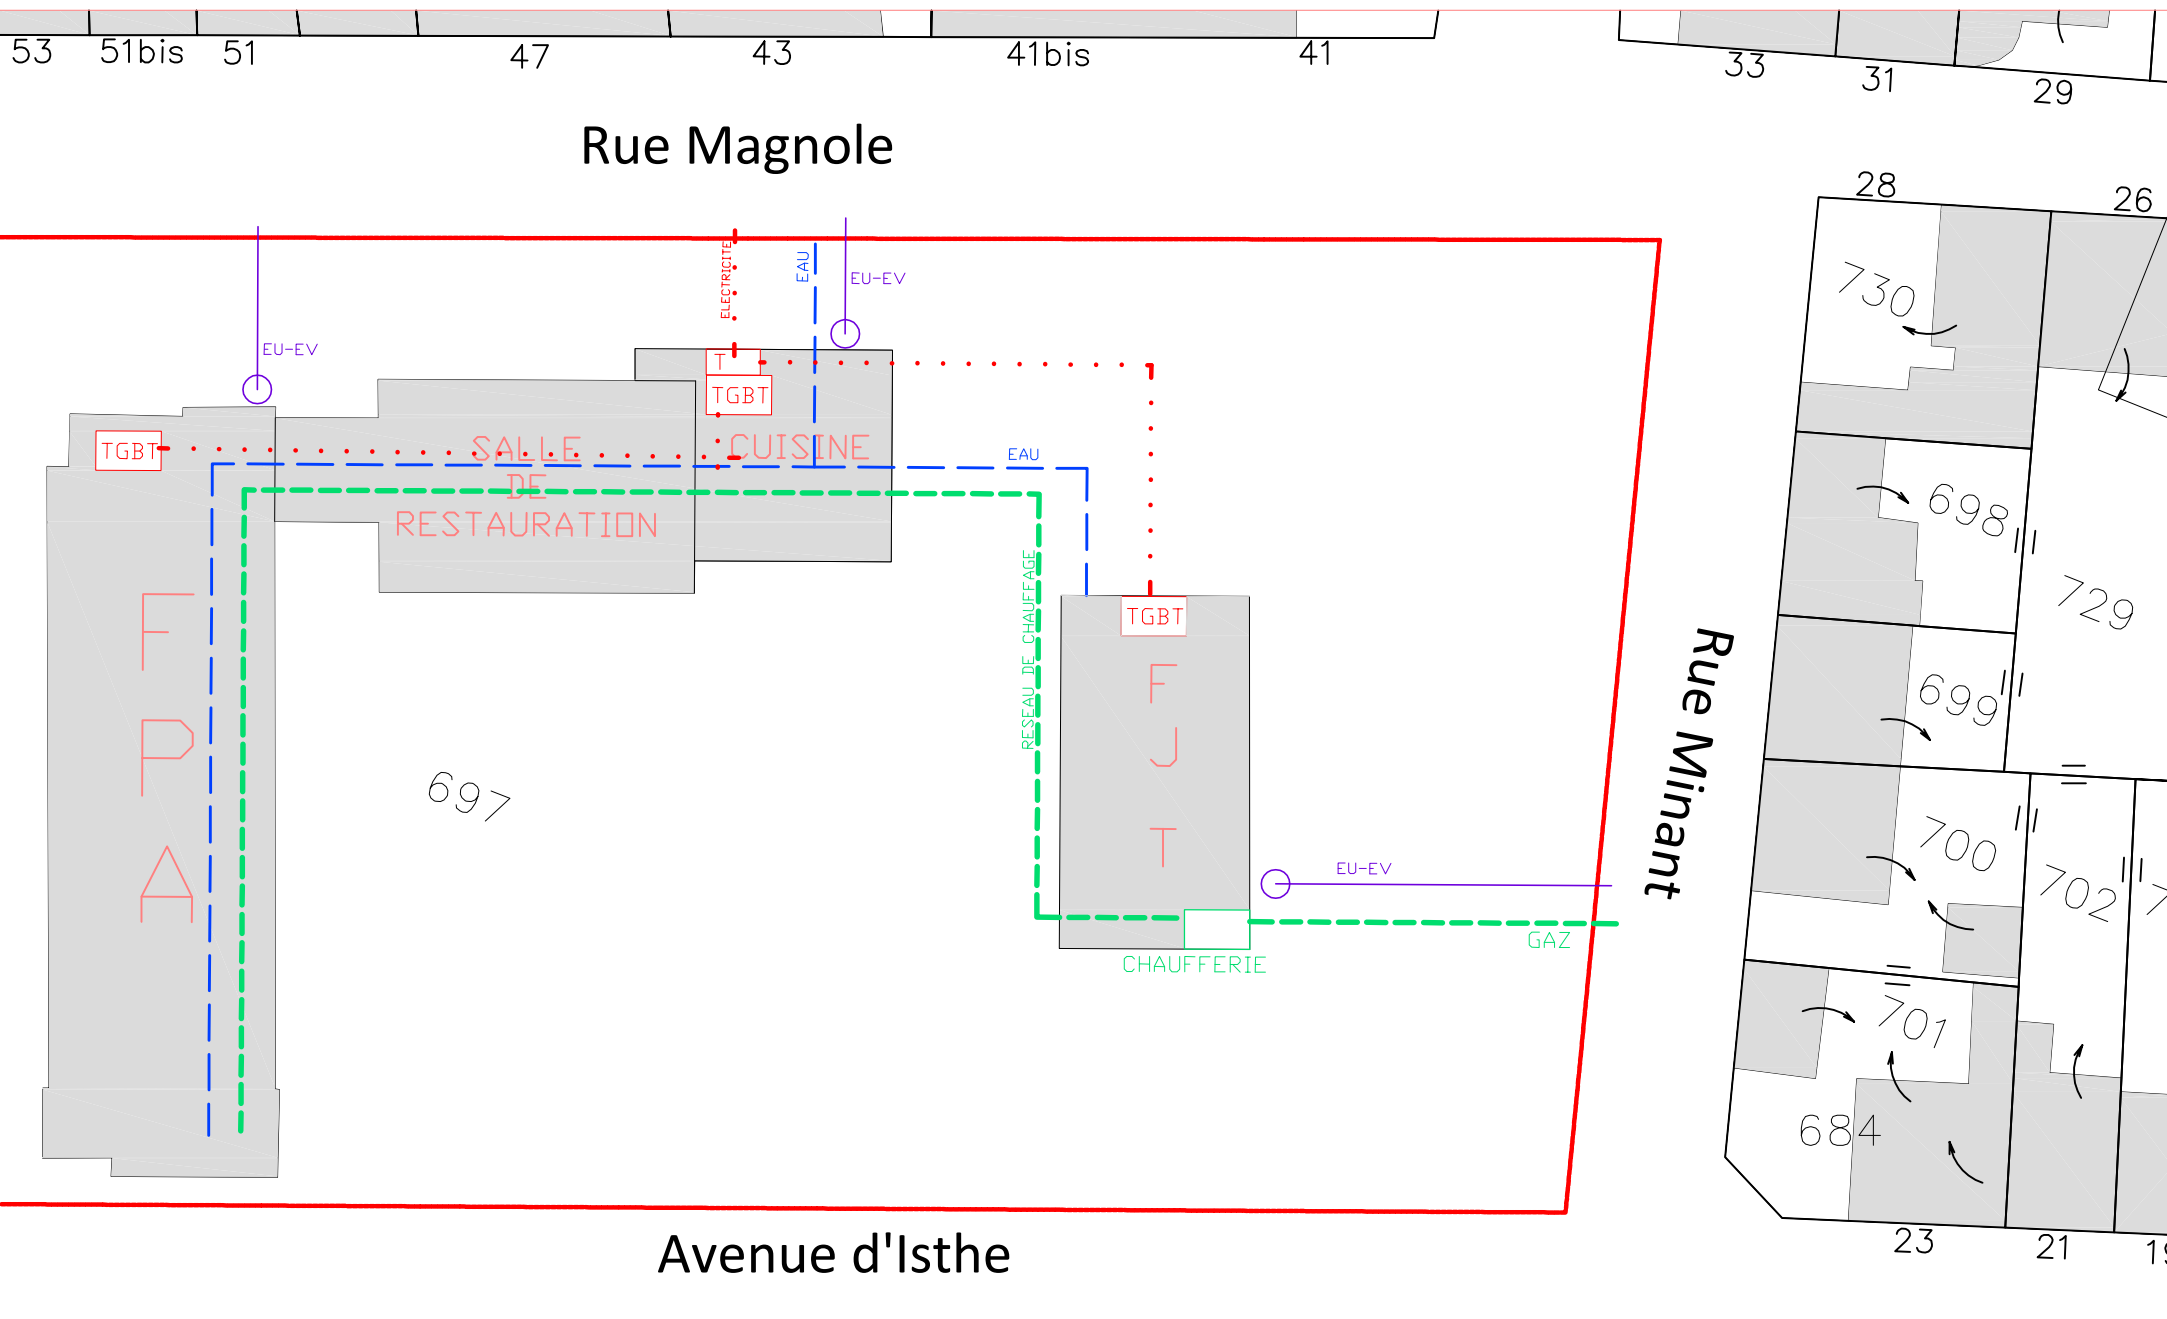 53
51bis
51
47
43
41bis
41
33
31
29
Rue Magnole
28
26
ELECTRICITE
EAU
EU-EV
EU-EV
730
T
TGBT
TGBT
SALLE
DE
RESTAURATION
CUISINE
EAU
698
RESEAU DE CHAUFFAGE
TGBT
729
F
P
A
F
J
T
Rue Minant
699
697
700
702
7
EU-EV
GAZ
CHAUFFERIE
701
684
Avenue d'Isthe
23
21
19